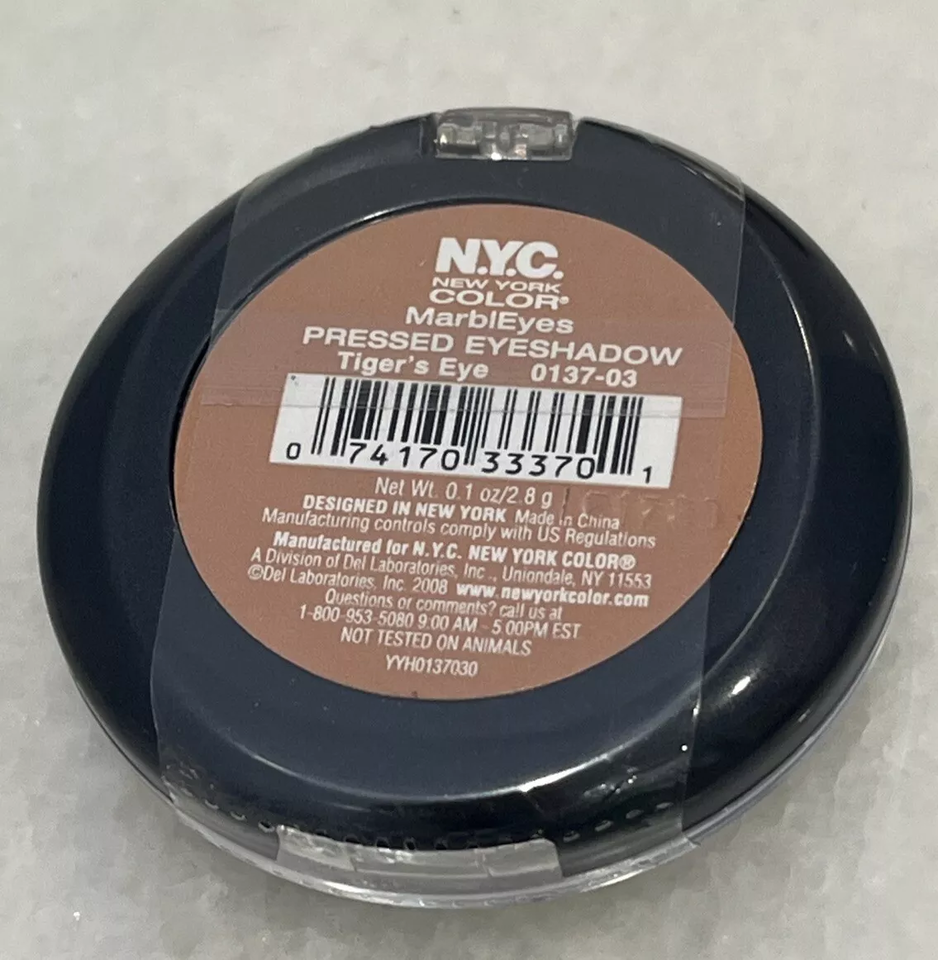 N.Y.C.
NEW YORK
COLOR®
MarblEyes
PRESSED EYESHADOW
Tiger's Eye 0137-03
0 74170 33370 1
Net Wt. 0.1 oz/2.8 g
DESIGNED IN NEW YORK Made in China
Manufacturing controls comply with US Regulations
Manufactured for N.Y.C. NEW YORK COLOR®
A Division of Del Laboratories, Inc., Uniondale, NY 11553
©Del Laboratories, Inc. 2008 www.newyorkcolor.com
Questions or comments? call us at
1-800-953-5080 9:00 AM - 5:00PM EST
NOT TESTED ON ANIMALS
YYH0137030